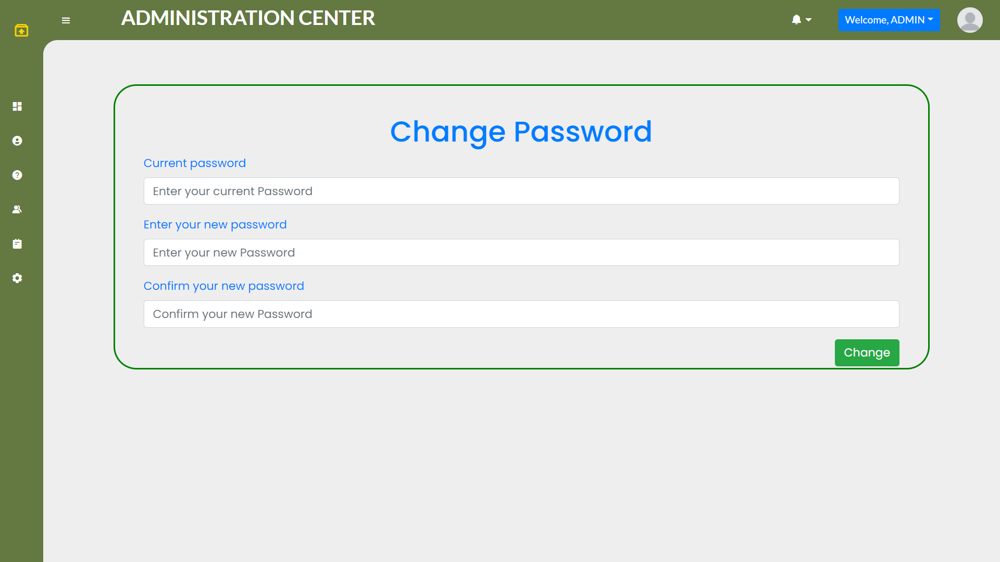 ADMINISTRATION CENTER
Welcome, ADMIN
Change Password
Current password
Enter your current Password
Enter your new password
Enter your new Password
Confirm your new password
Confirm your new Password
Change